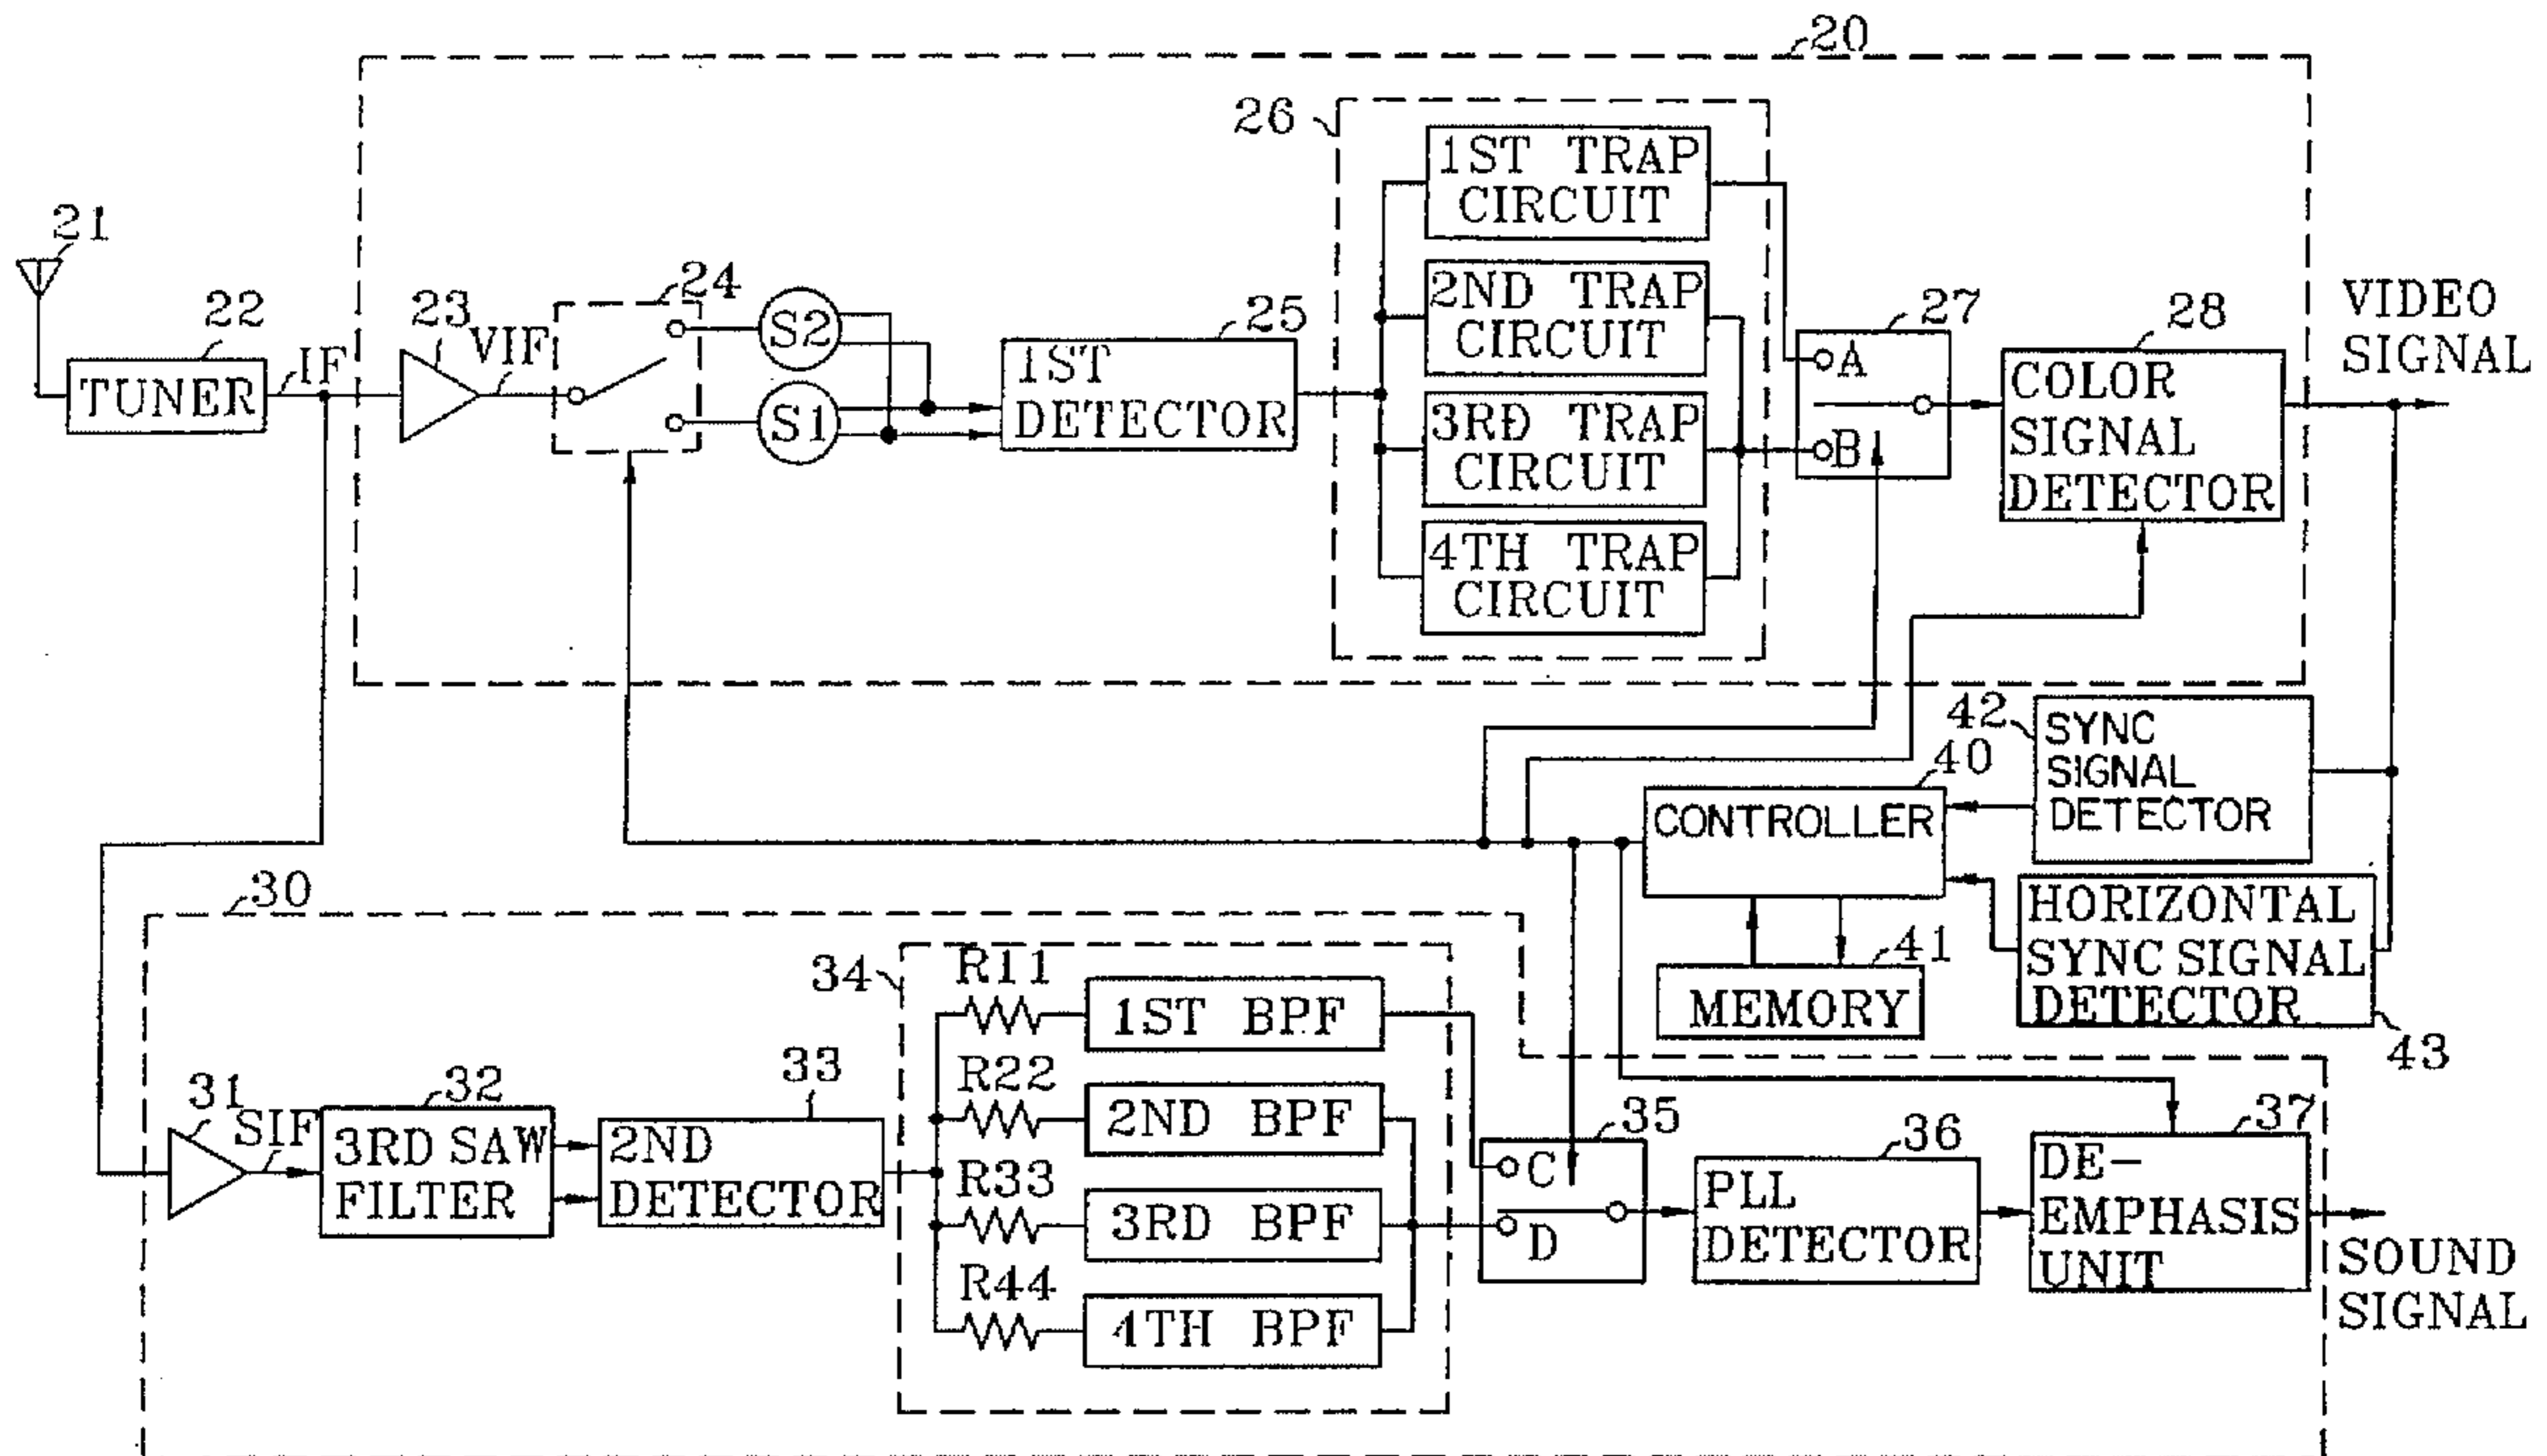 20
26
1ST TRAP
CIRCUIT
21
2ND TRAP
CIRCUIT
22
23
24
S2
25
27
28
VIDEO
SIGNAL
TUNER
IF
VIF
S1
1ST
DETECTOR
3RD TRAP
CIRCUIT
A
B
COLOR
SIGNAL
DETECTOR
4TH TRAP
CIRCUIT
42
SYNC
SIGNAL
DETECTOR
40
CONTROLLER
30
34
R11
1ST BPF
41
MEMORY
HORIZONTAL
SYNC SIGNAL
DETECTOR
43
31
SIF
32
3RD SAW
FILTER
33
2ND
DETECTOR
R22
2ND BPF
R33
3RD BPF
R44
4TH BPF
35
C
D
36
PLL
DETECTOR
37
DE-
EMPHASIS
UNIT
SOUND
SIGNAL